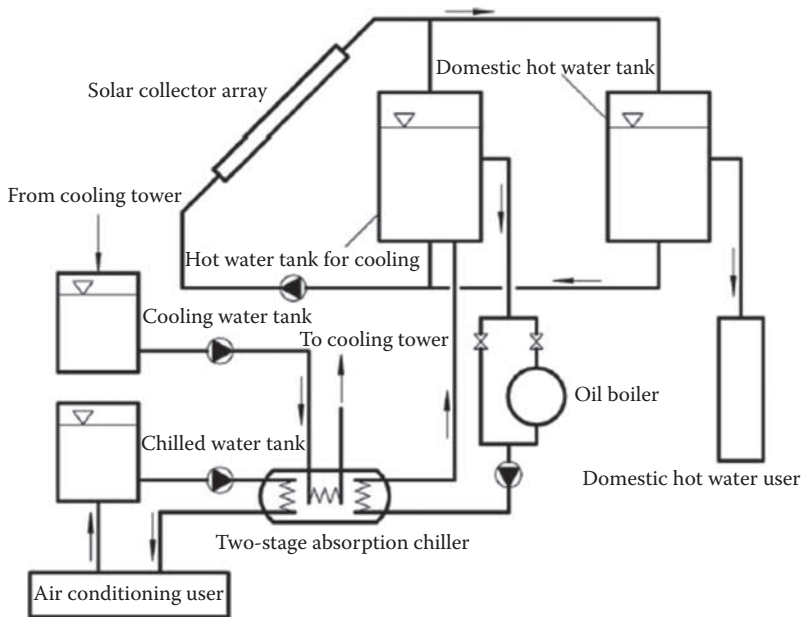 Domestic hot water tank
Solar collector array
From cooling tower
Hot water tank for cooling
Cooling water tank
To cooling tower
Oil boiler
Chilled water tank
Domestic hot water user
Two-stage absorption chiller
Air conditioning user